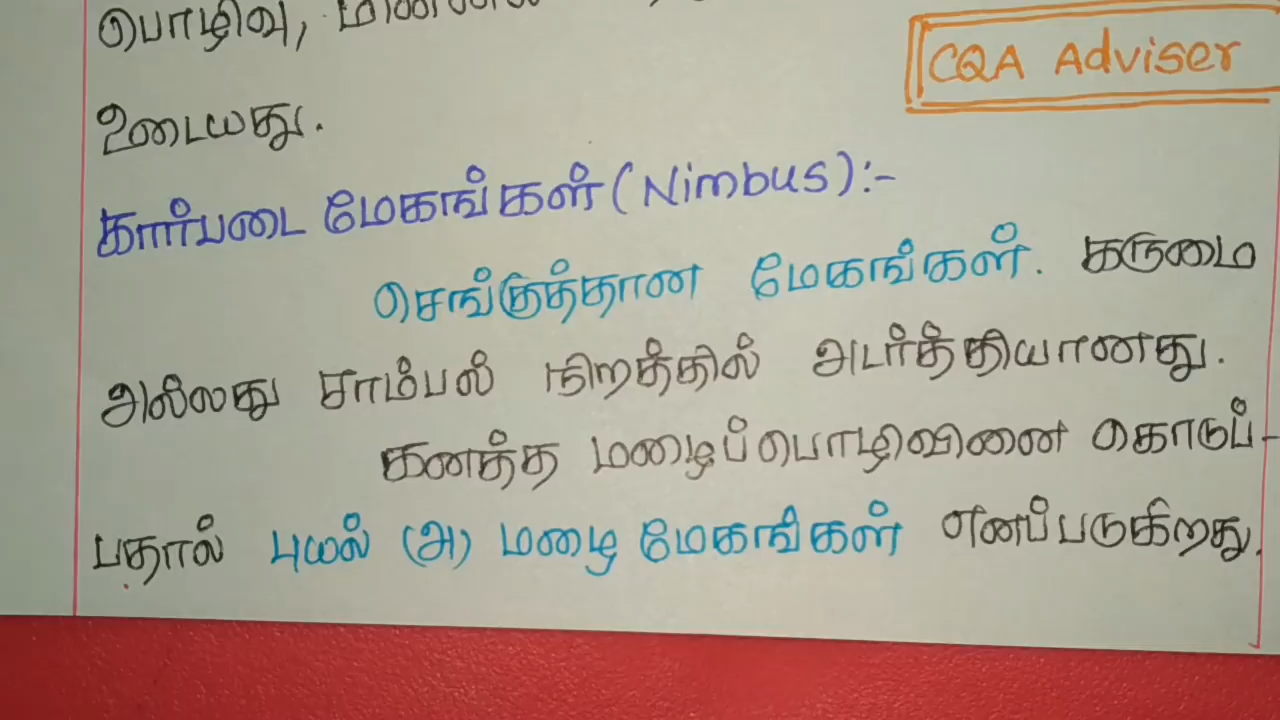 பொழிவு,
CQA Adviser
உடையது.
கார்படை மேகங்கள் (Nimbus):-
செங்குத்தான மேகங்கள். கருமை
அல்லது சாம்பல் நிறத்தில் அடர்த்தியானது.
கனத்த மழைப்பொழிவினை கொடுப்-
பதால் புயல் (அ) மழை மேகங்கள் எனப்படுகிறது.